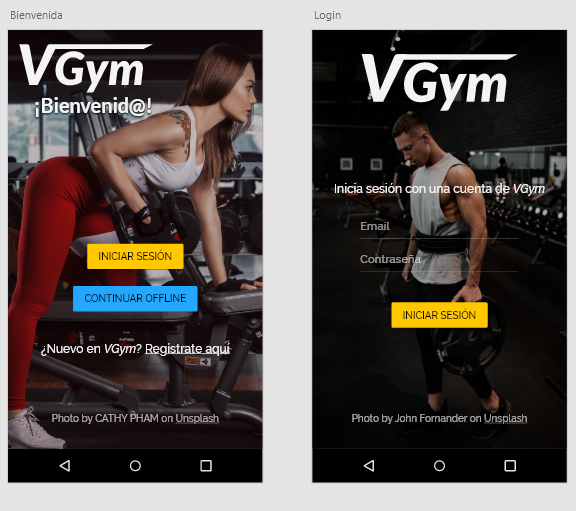 Bienvenida
VGym
¡Bienvenid@!
INICIAR SESIÓN
CONTINUAR OFFLINE
¿Nuevo en VGym? Registrate aquí
Photo by CATHY PHAM on Unsplash
Login
VGym
Inicia sesión con una cuenta de VGym
Email
Contraseña
INICIAR SESIÓN
Photo by John Fornander on Unsplash